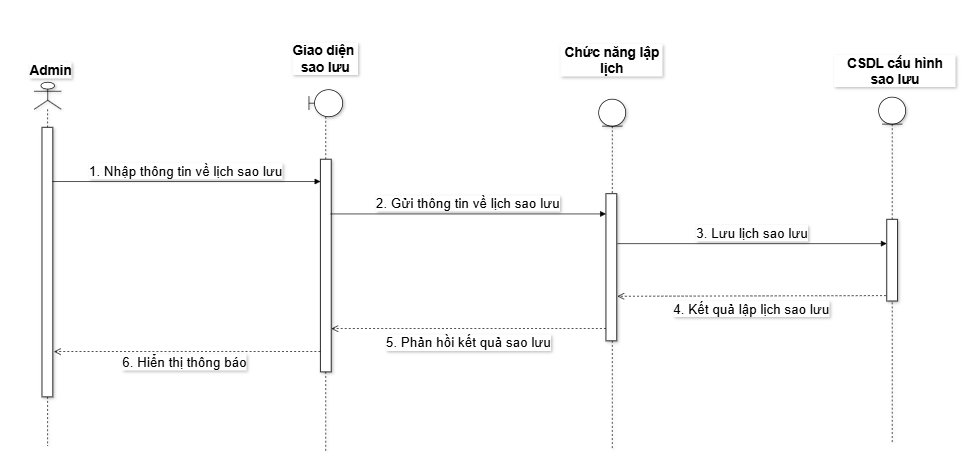 Admin
Giao diện
sao lưu
Chức năng lập
lịch
CSDL cấu hình
sao lưu
1. Nhập thông tin về lịch sao lưu
2. Gửi thông tin về lịch sao lưu
3. Lưu lịch sao lưu
4. Kết quả lập lịch sao lưu
5. Phản hồi kết quả sao lưu
6. Hiển thị thông báo